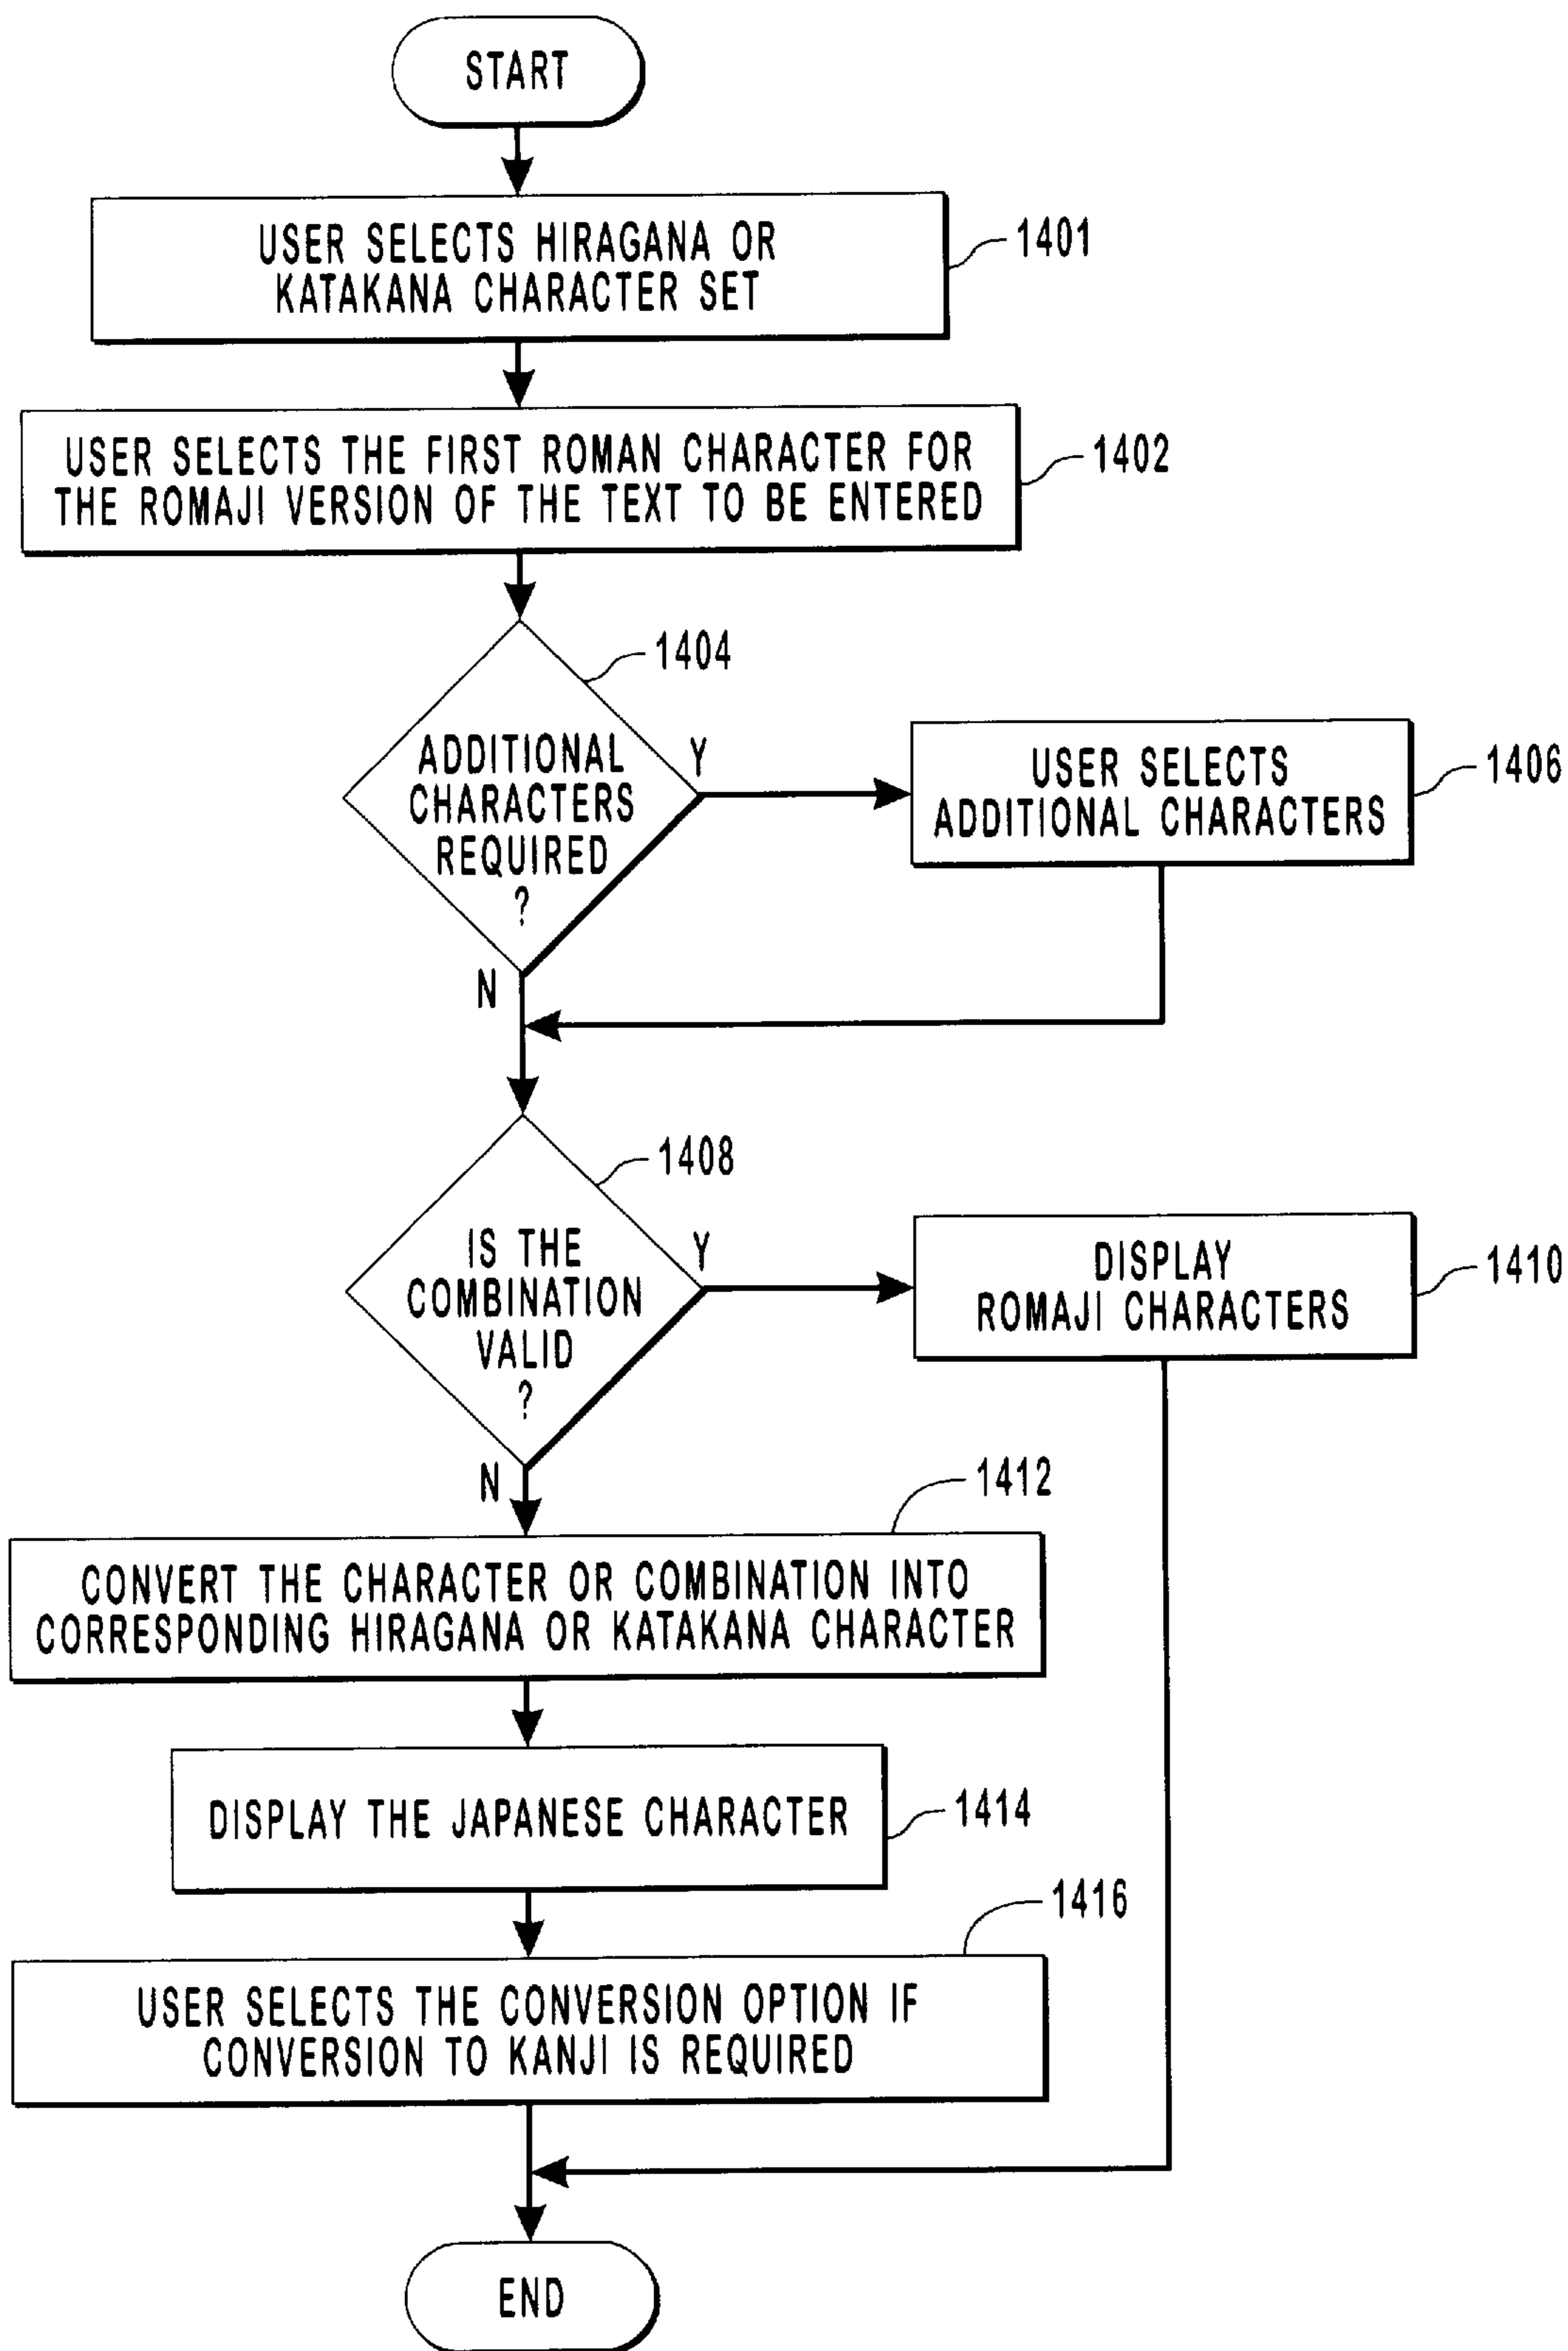 START
USER SELECTS HIRAGANA OR
KATAKANA CHARACTER SET
1401
USER SELECTS THE FIRST ROMAN CHARACTER FOR
THE ROMAJI VERSION OF THE TEXT TO BE ENTERED
1402
1404
ADDITIONAL
CHARACTERS
REQUIRED
?
Y
N
USER SELECTS
ADDITIONAL CHARACTERS
1406
1408
IS THE
COMBINATION
VALID
?
Y
N
DISPLAY
ROMAJI CHARACTERS
1410
1412
CONVERT THE CHARACTER OR COMBINATION INTO
CORRESPONDING HIRAGANA OR KATAKANA CHARACTER
DISPLAY THE JAPANESE CHARACTER
1414
1416
USER SELECTS THE CONVERSION OPTION IF
CONVERSION TO KANJI IS REQUIRED
END